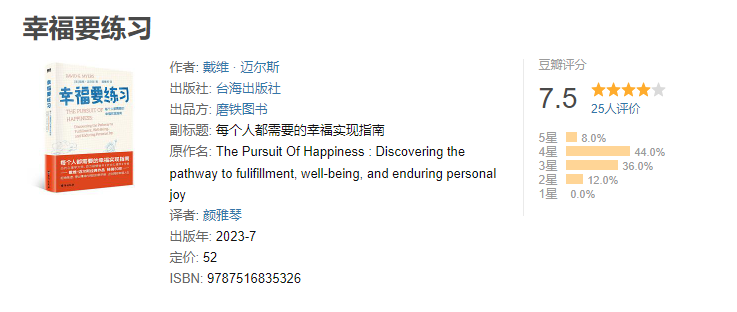 幸福要练习
幸福要练习
THE PURSUIT OF
HAPPINESS
每个人都需要的幸福实现指南
作者: 戴维 · 迈尔斯
出版社: 台海出版社
出品方: 磨铁图书
副标题: 每个人都需要的幸福实现指南
原作名: The Pursuit Of Happiness : Discovering the
pathway to fulifillment, well-being, and enduring personal
joy
译者: 颜雅琴
出版年: 2023-7
定价: 52
ISBN: 9787516835326
豆瓣评分
7.5
25人评价
5星 8.0%
4星 44.0%
3星 36.0%
2星 12.0%
1星 0.0%